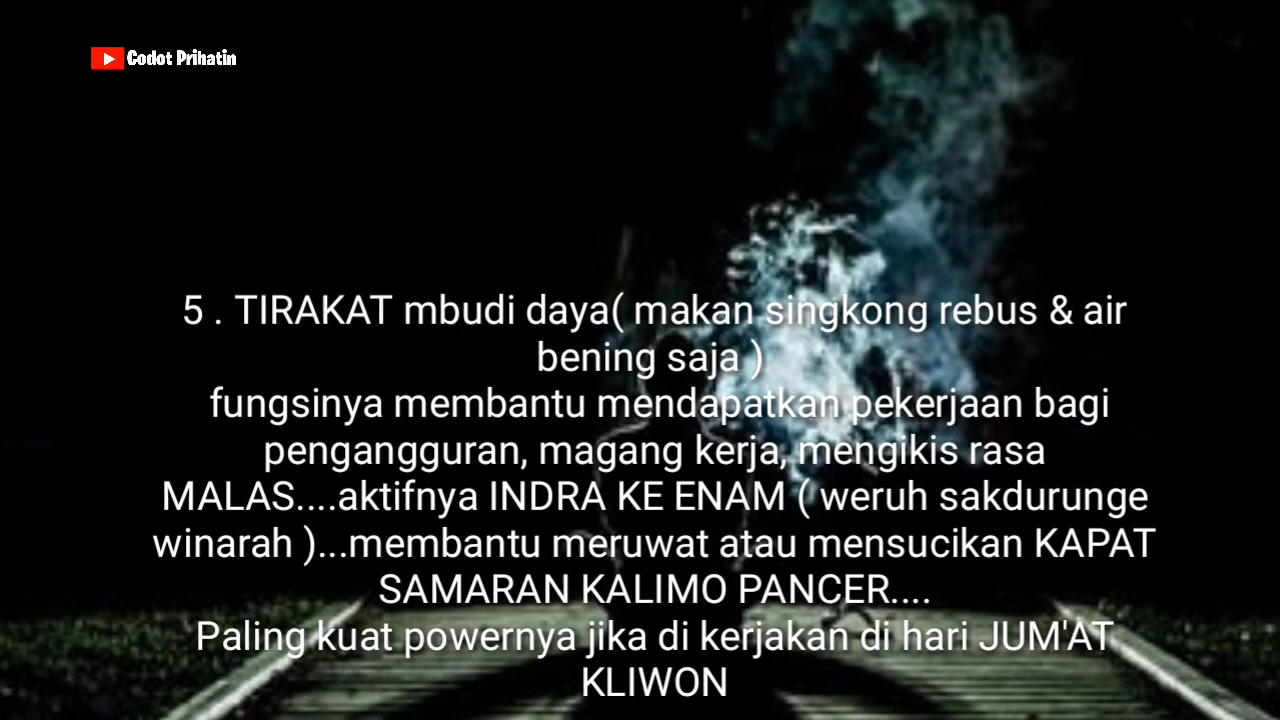 Codot Prihatin
5 . TIRAKAT mbudi daya( makan singkong rebus & air
bening saja )
fungsinya membantu mendapatkan pekerjaan bagi
pengangguran, magang kerja, mengikis rasa
MALAS....aktifnya INDRA KE ENAM ( weruh sakdurunge
winarah )...membantu meruwat atau mensucikan KAPAT
SAMARAN KALIMO PANCER....
Paling kuat powernya jika di kerjakan di hari JUM'AT
KLIWON